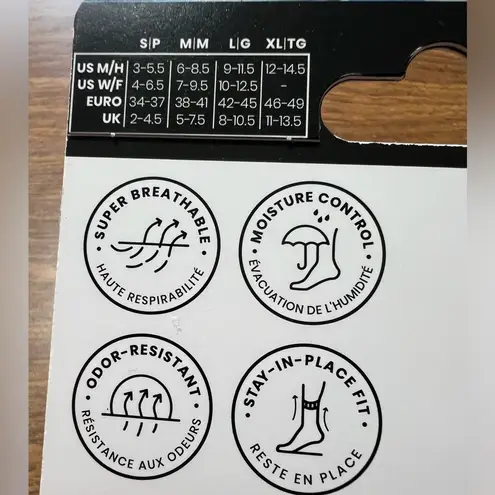 S|P M|M L|G XL|TG
US M/H 3-5.5 6-8.5 9-11.5 12-14.5
US W/F 4-6.5 7-9.5 10-12.5 -
EURO 34-37 38-41 42-45 46-49
UK 2-4.5 5-7.5 8-10.5 11-13.5
• SUPER BREATHABLE •
HAUTE RESPIRABILITÉ
• MOISTURE CONTROL •
ÉVACUATION DE L'HUMIDITÉ
• ODOR-RESISTANT •
RÉSISTANCE AUX ODEURS
• STAY-IN-PLACE FIT •
RESTE EN PLACE